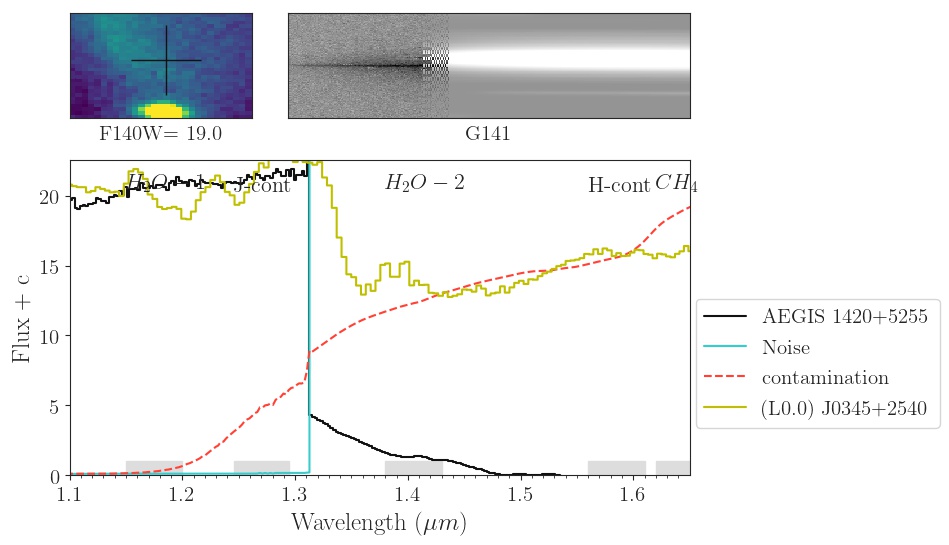 F140W= 19.0
G141
H₂O − 1 J-cont H₂O − 2 H-cont CH₄
Flux + c
20
15
10
5
0
1.1 1.2 1.3 1.4 1.5 1.6
Wavelength (μm)
AEGIS 1420+5255
Noise
contamination
(L0.0) J0345+2540